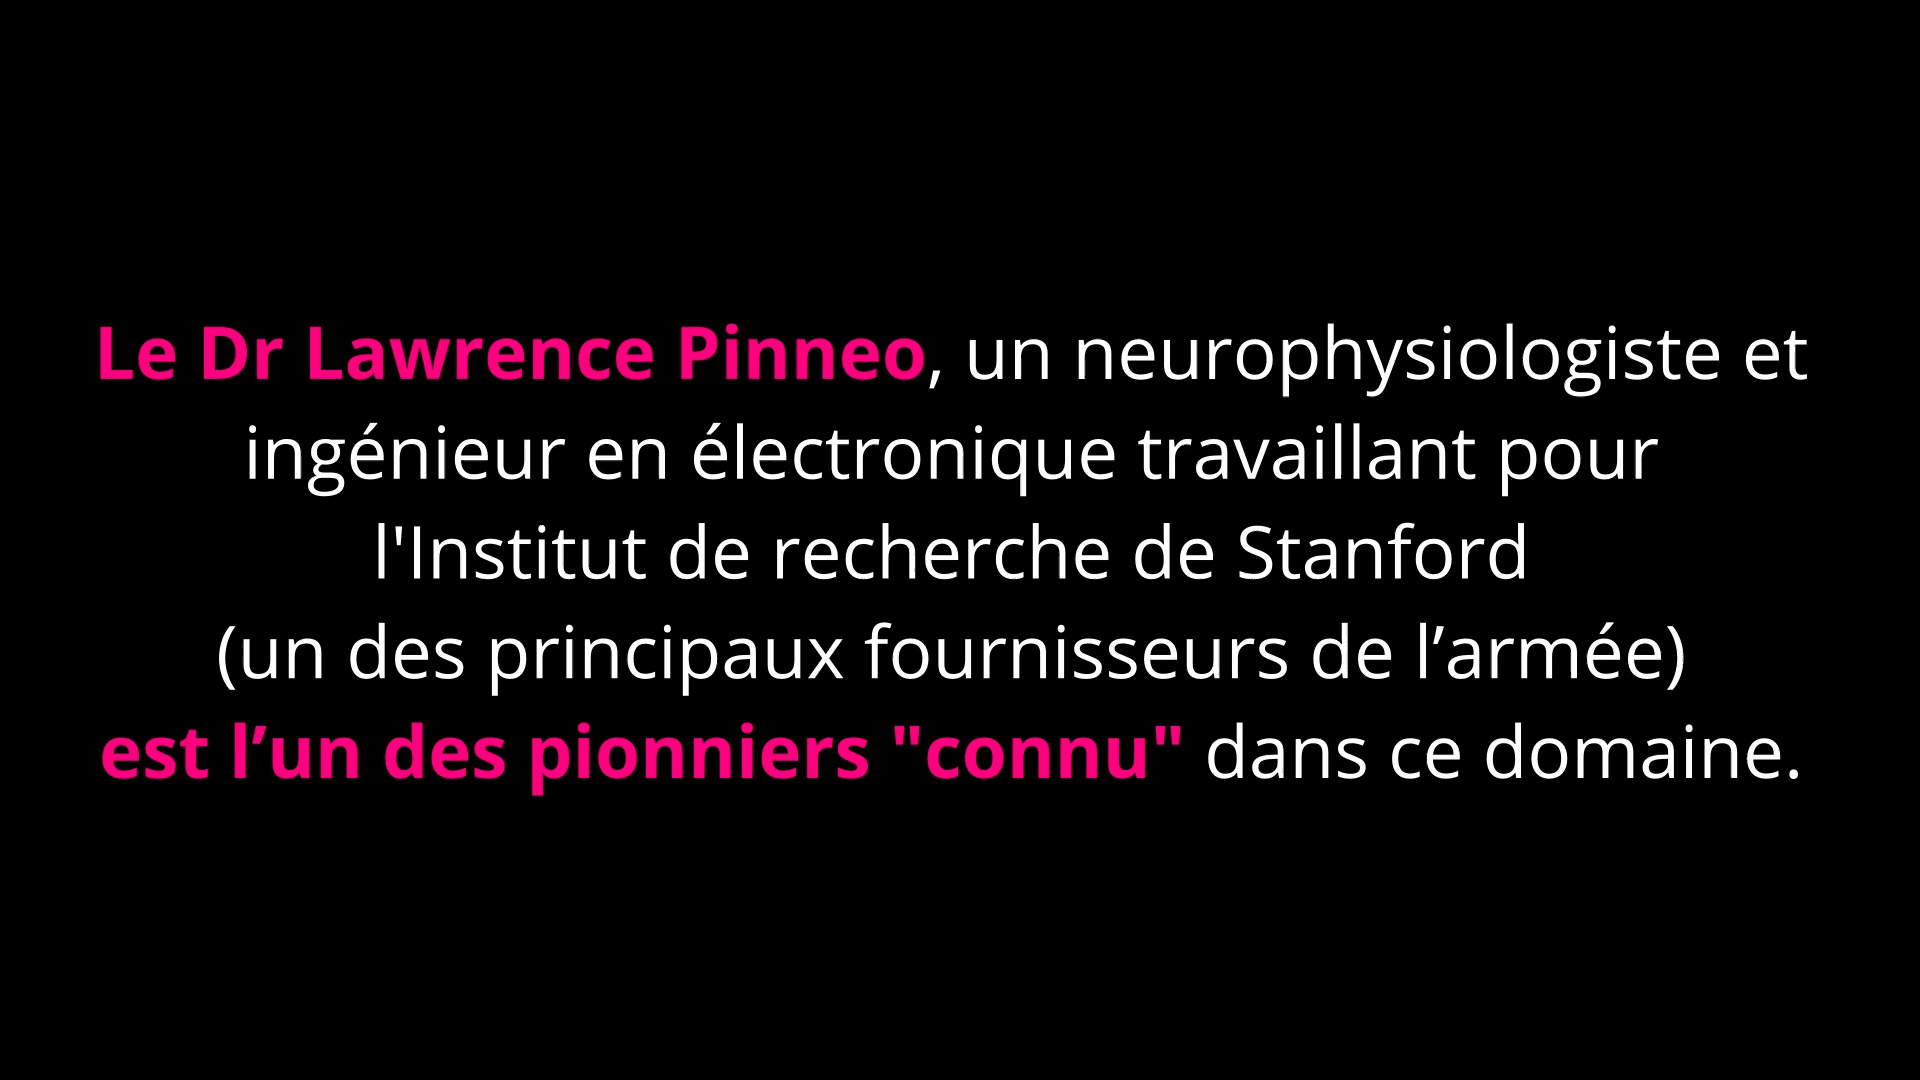 Le Dr Lawrence Pinneo, un neurophysiologiste et
ingénieur en électronique travaillant pour
l'Institut de recherche de Stanford
(un des principaux fournisseurs de l’armée)
est l’un des pionniers "connu" dans ce domaine.